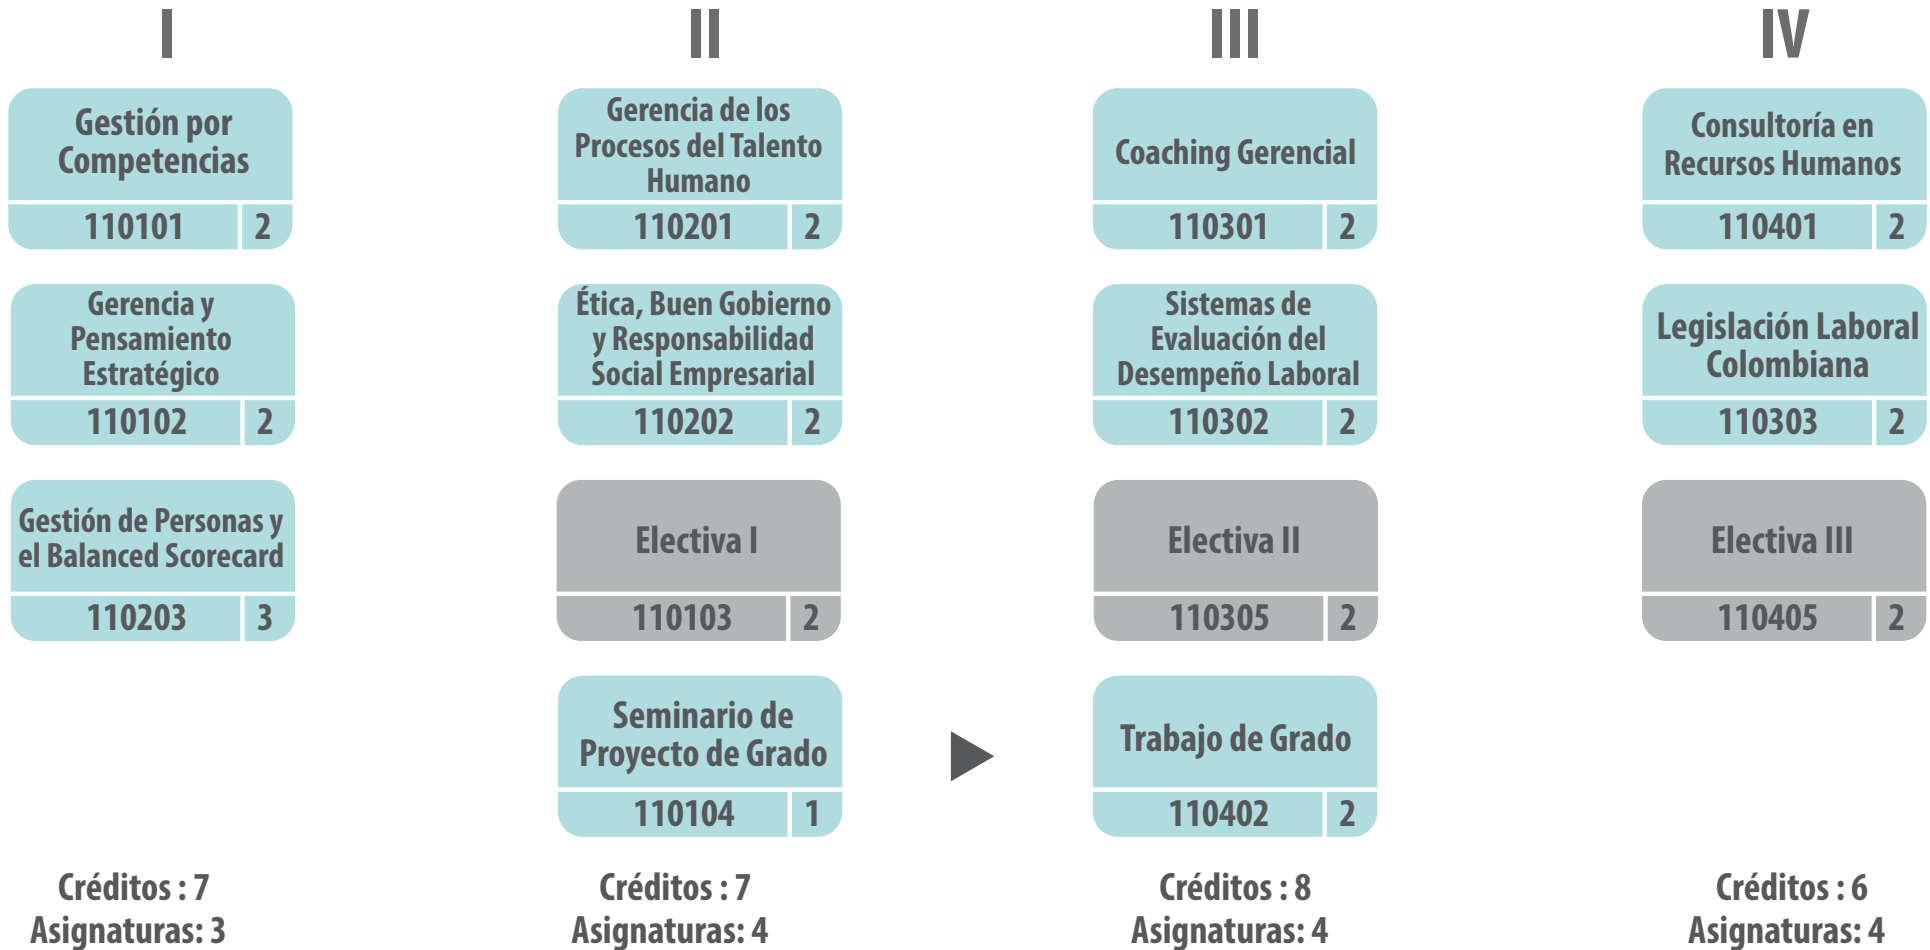 I
Gestión por
Competencias
110101 2
Gerencia y
Pensamiento
Estratégico
110102 2
Gestión de Personas y
el Balanced Scorecard
110203 3
Créditos : 7
Asignaturas: 3
II
Gerencia de los
Procesos del Talento
Humano
110201 2
Ética, Buen Gobierno
y Responsabilidad
Social Empresarial
110202 2
Electiva I
110103 2
Seminario de
Proyecto de Grado
110104 1
Créditos : 7
Asignaturas: 4
III
Coaching Gerencial
110301 2
Sistemas de
Evaluación del
Desempeño Laboral
110302 2
Electiva II
110305 2
Trabajo de Grado
110402 2
Créditos : 8
Asignaturas: 4
IV
Consultoría en
Recursos Humanos
110401 2
Legislación Laboral
Colombiana
110303 2
Electiva III
110405 2
Créditos : 6
Asignaturas: 4